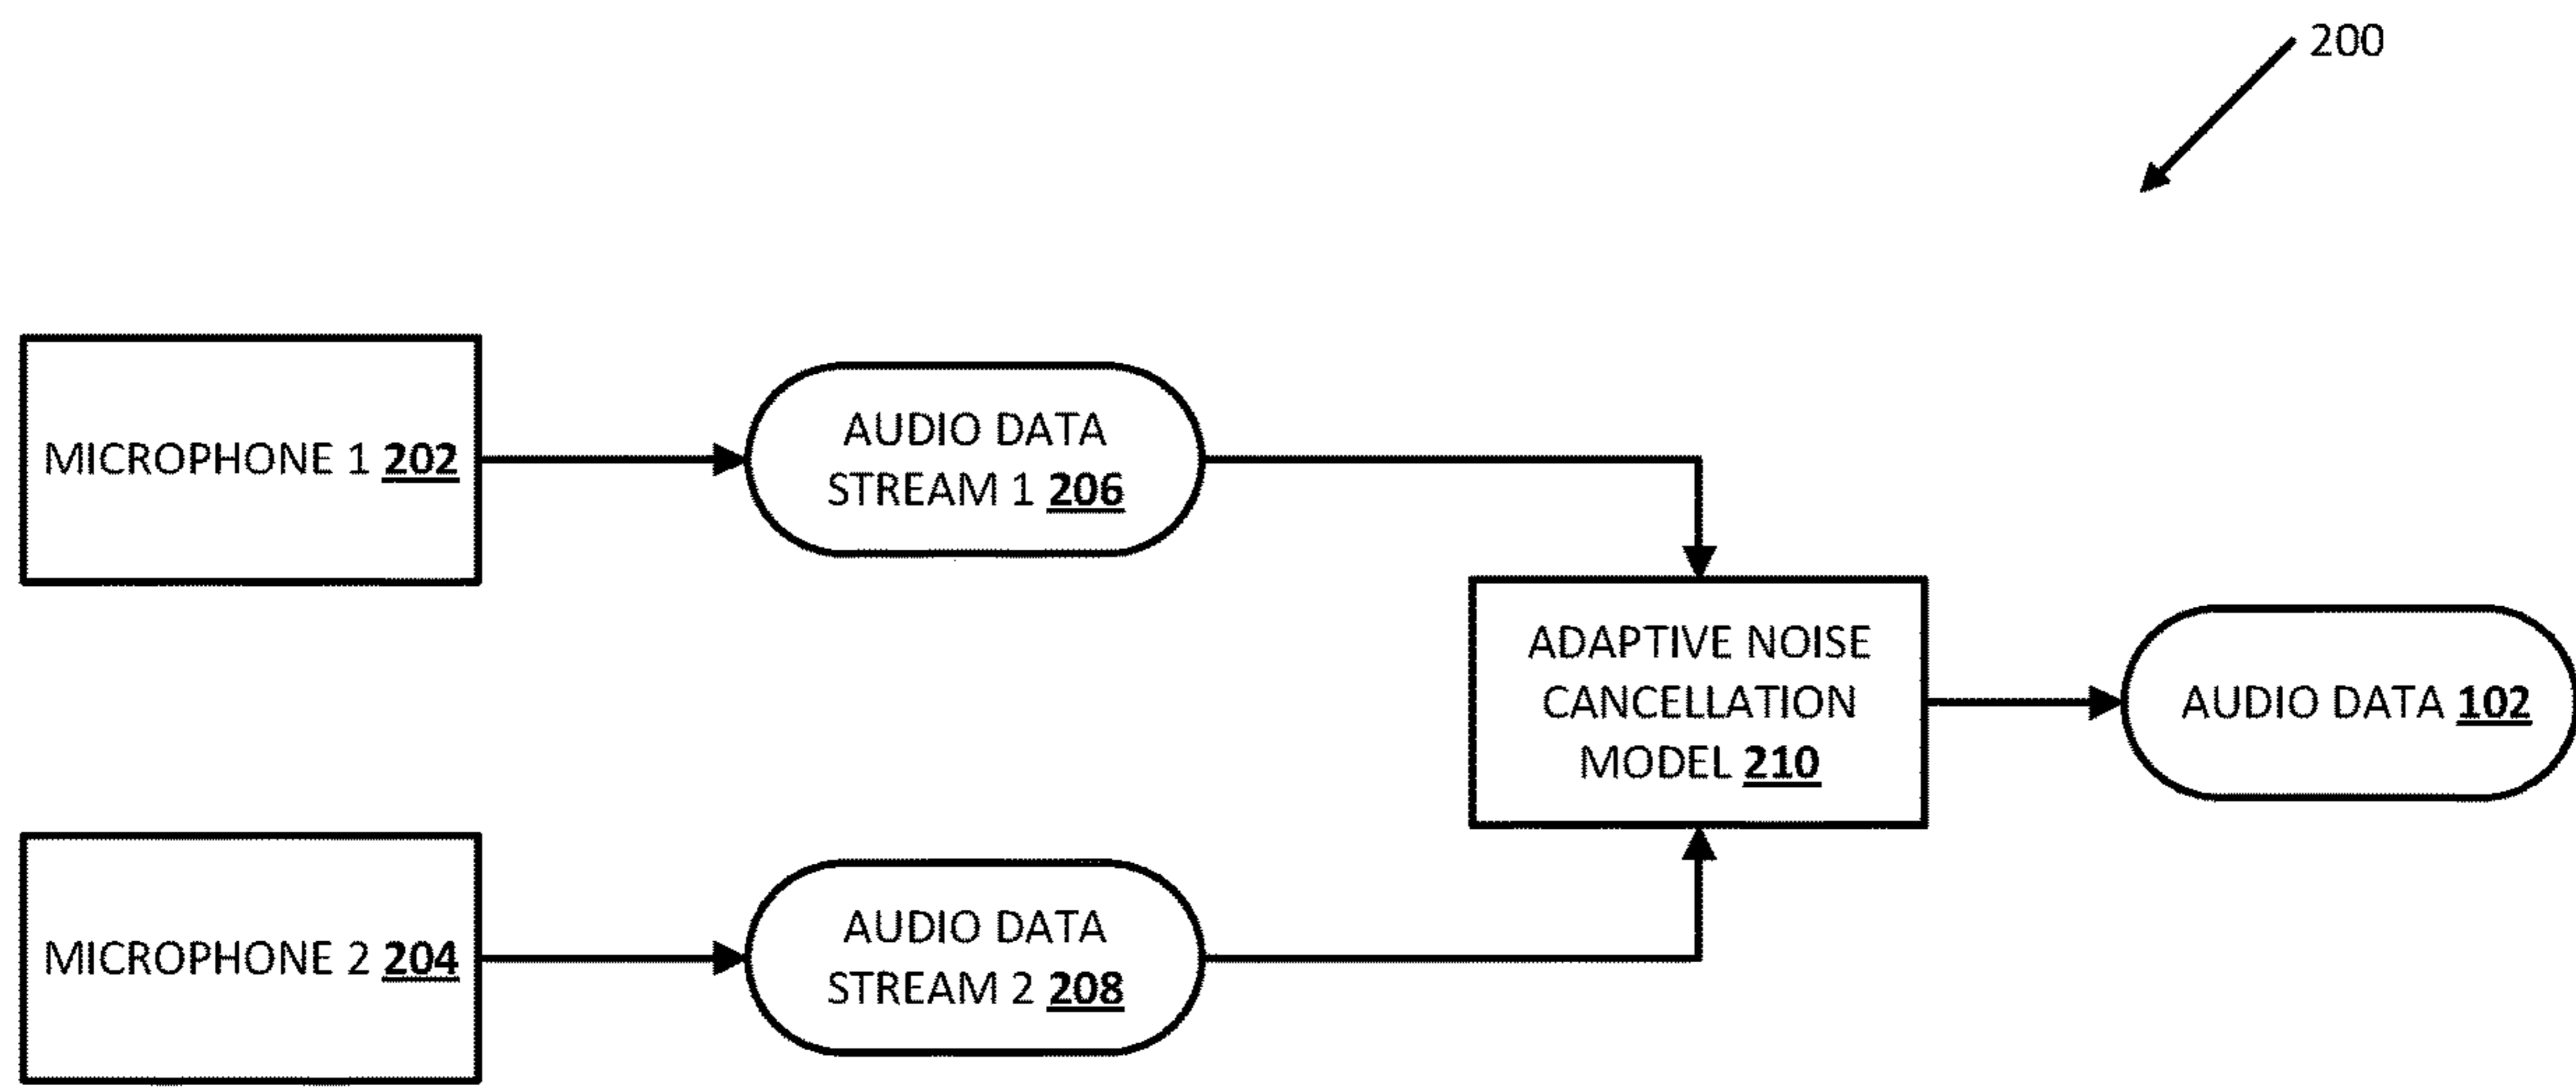 200
MICROPHONE 1 202
AUDIO DATA
STREAM 1 206
ADAPTIVE NOISE
CANCELLATION
MODEL 210
AUDIO DATA 102
MICROPHONE 2 204
AUDIO DATA
STREAM 2 208